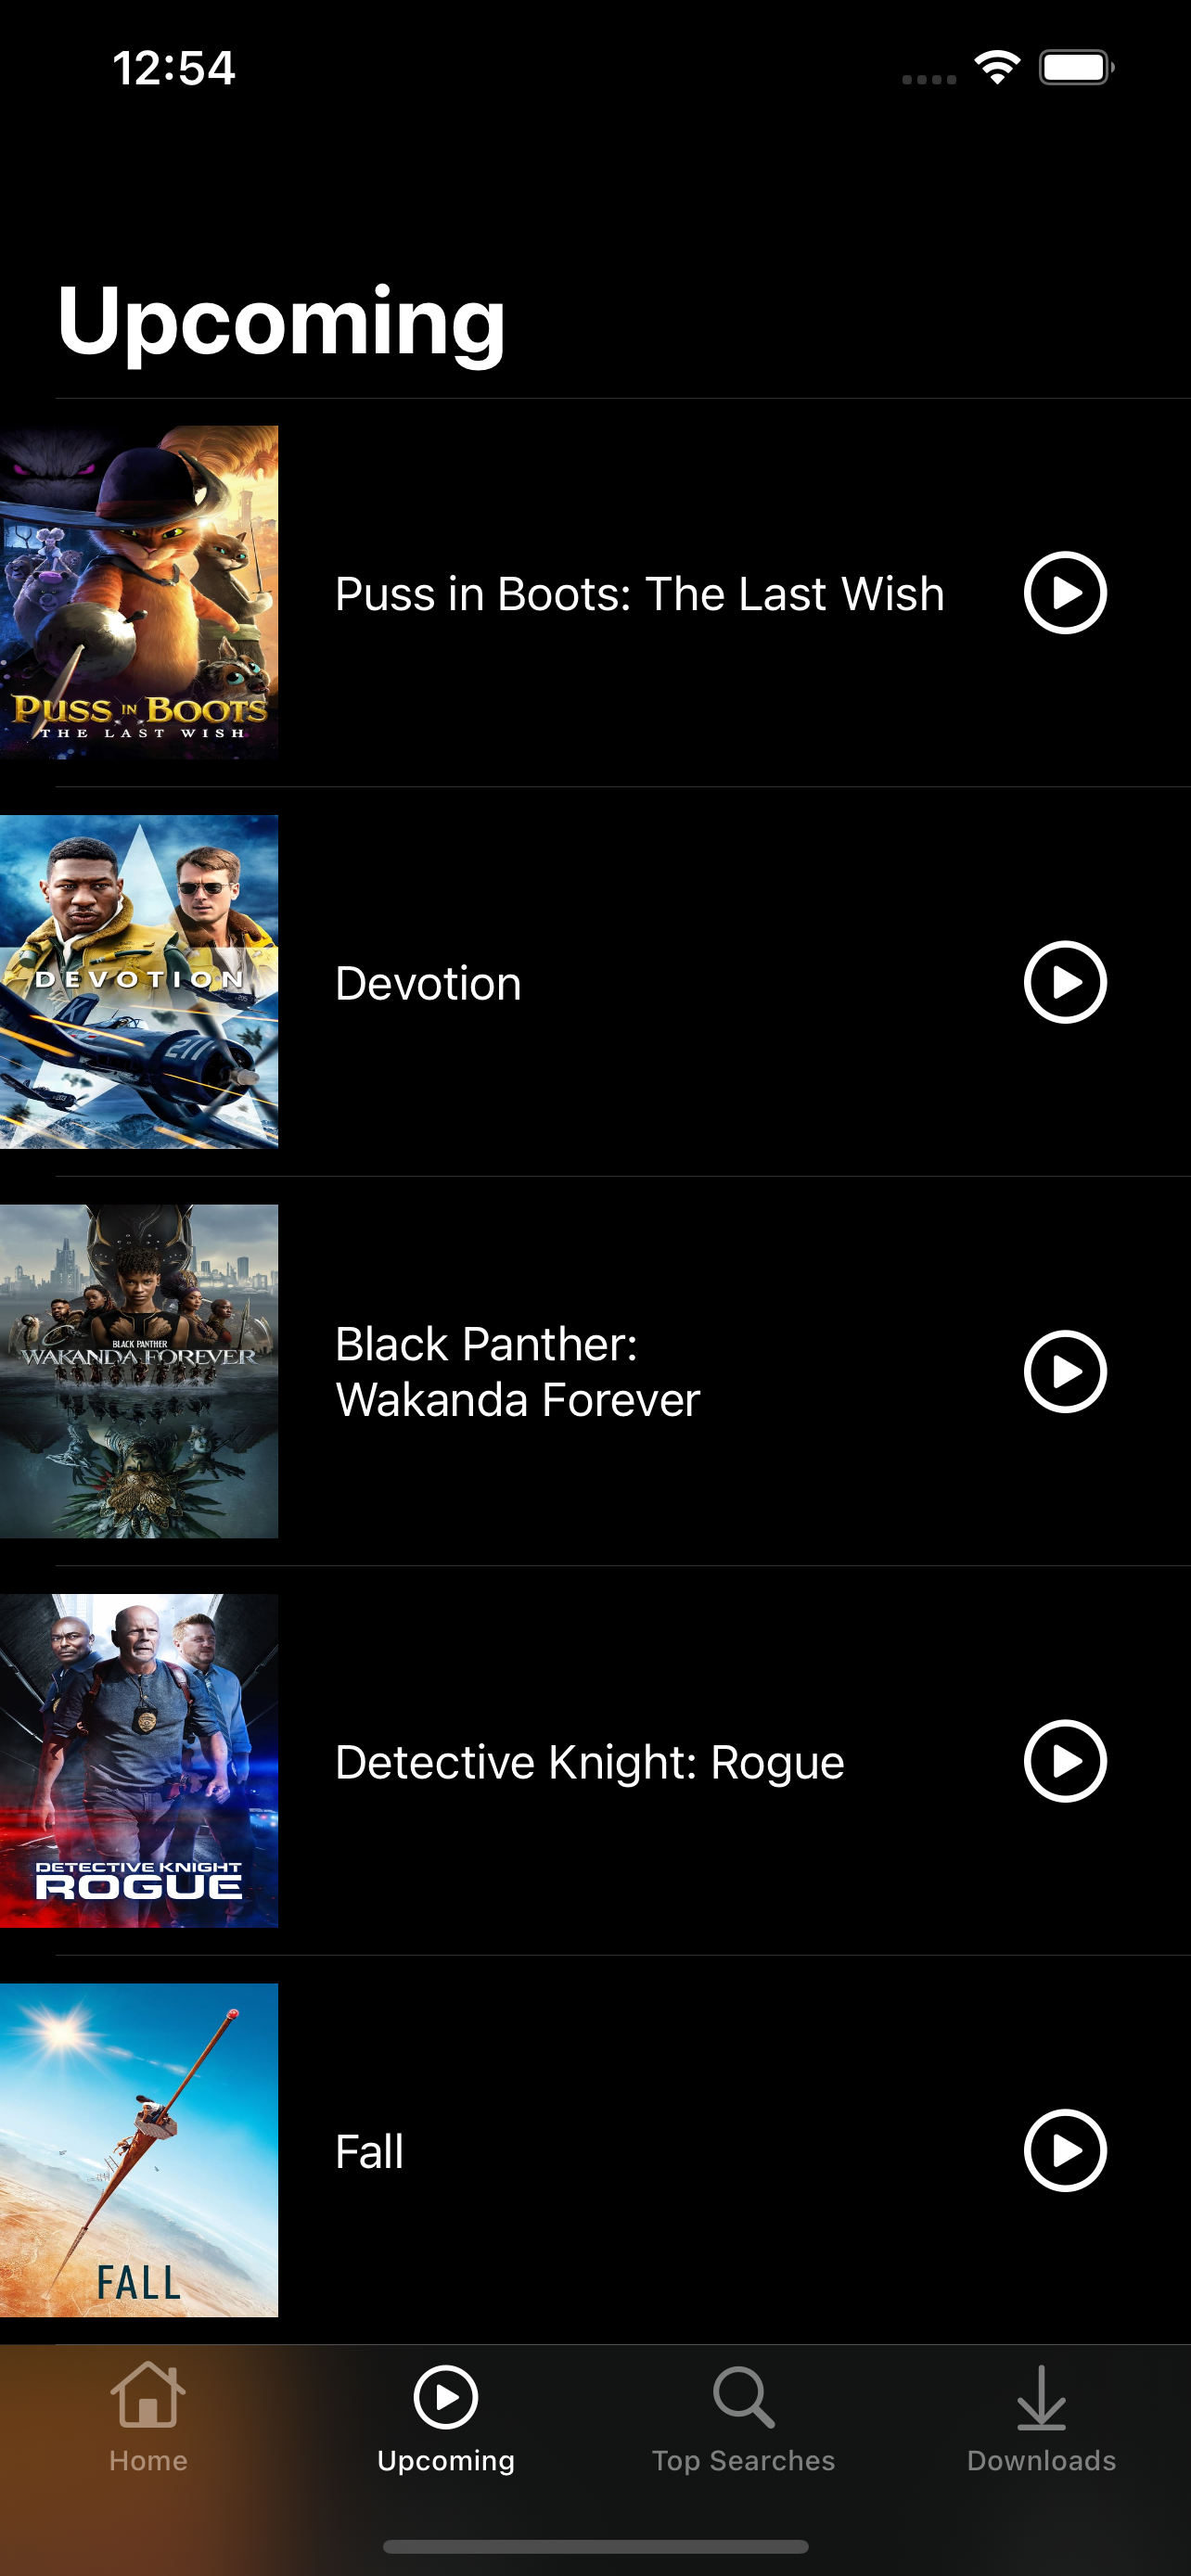 12:54
Upcoming
PUSS IN BOOTS
THE LAST WISH
Puss in Boots: The Last Wish
DEVOTION
211
Devotion
BLACK PANTHER
WAKANDA FOREVER
Black Panther:
Wakanda Forever
DETECTIVE KNIGHT
ROGUE
Detective Knight: Rogue
FALL
Fall
Home
Upcoming
Top Searches
Downloads